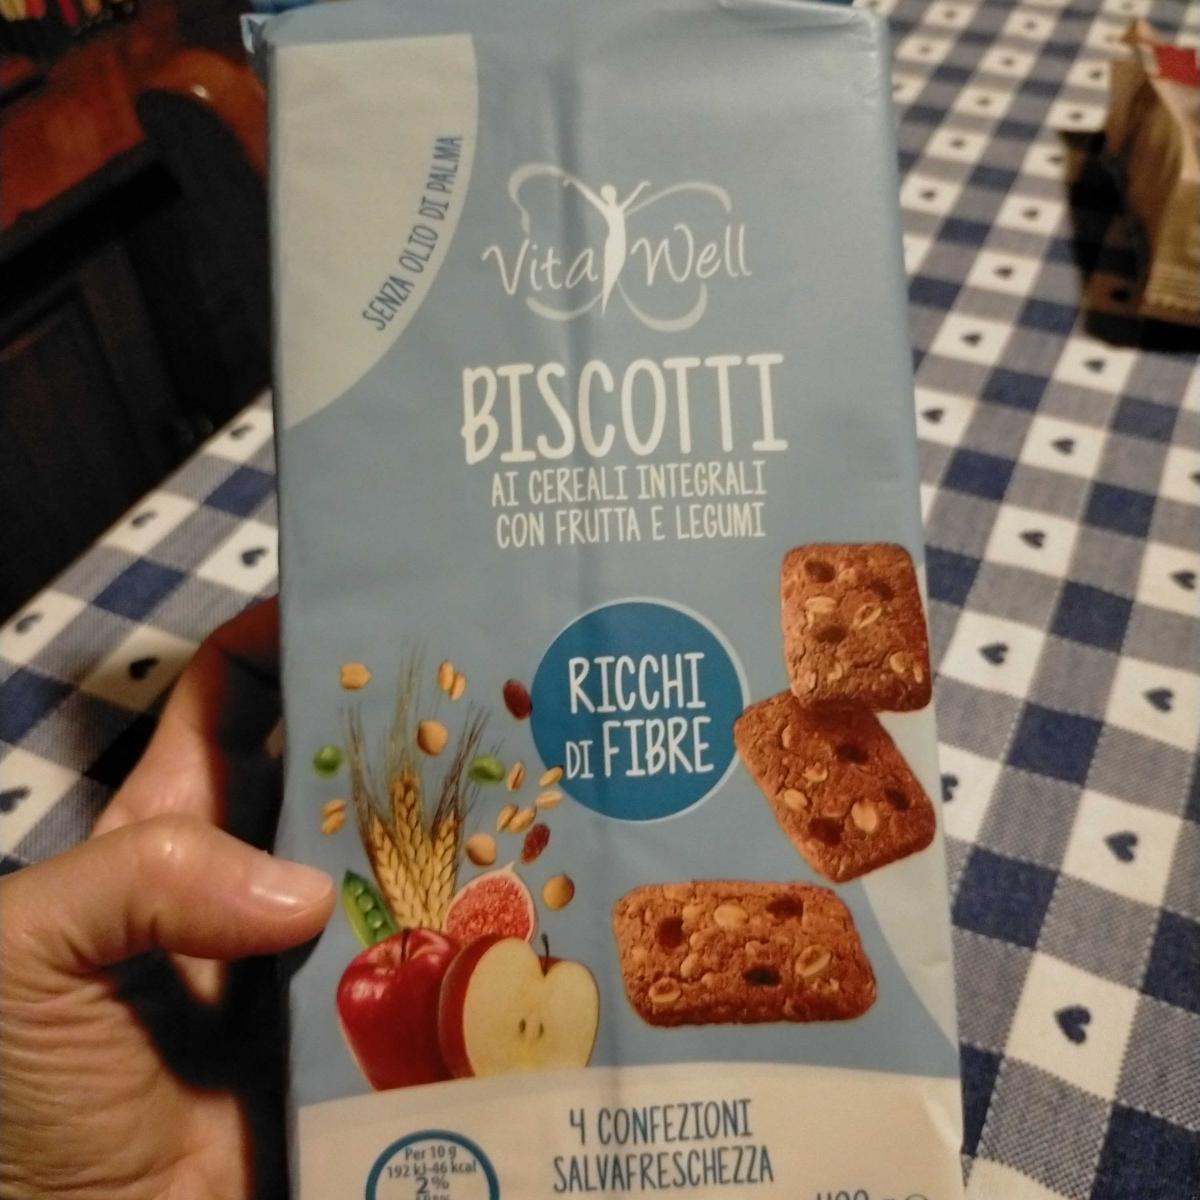 SENZA OLIO DI PALMA
Vita Well
BISCOTTI
AI CEREALI INTEGRALI
CON FRUTTA E LEGUMI
RICCHI
DI FIBRE
4 CONFEZIONI
SALVAFRESCHEZZA
Per 10 g
192 kJ-46 kcal
2%